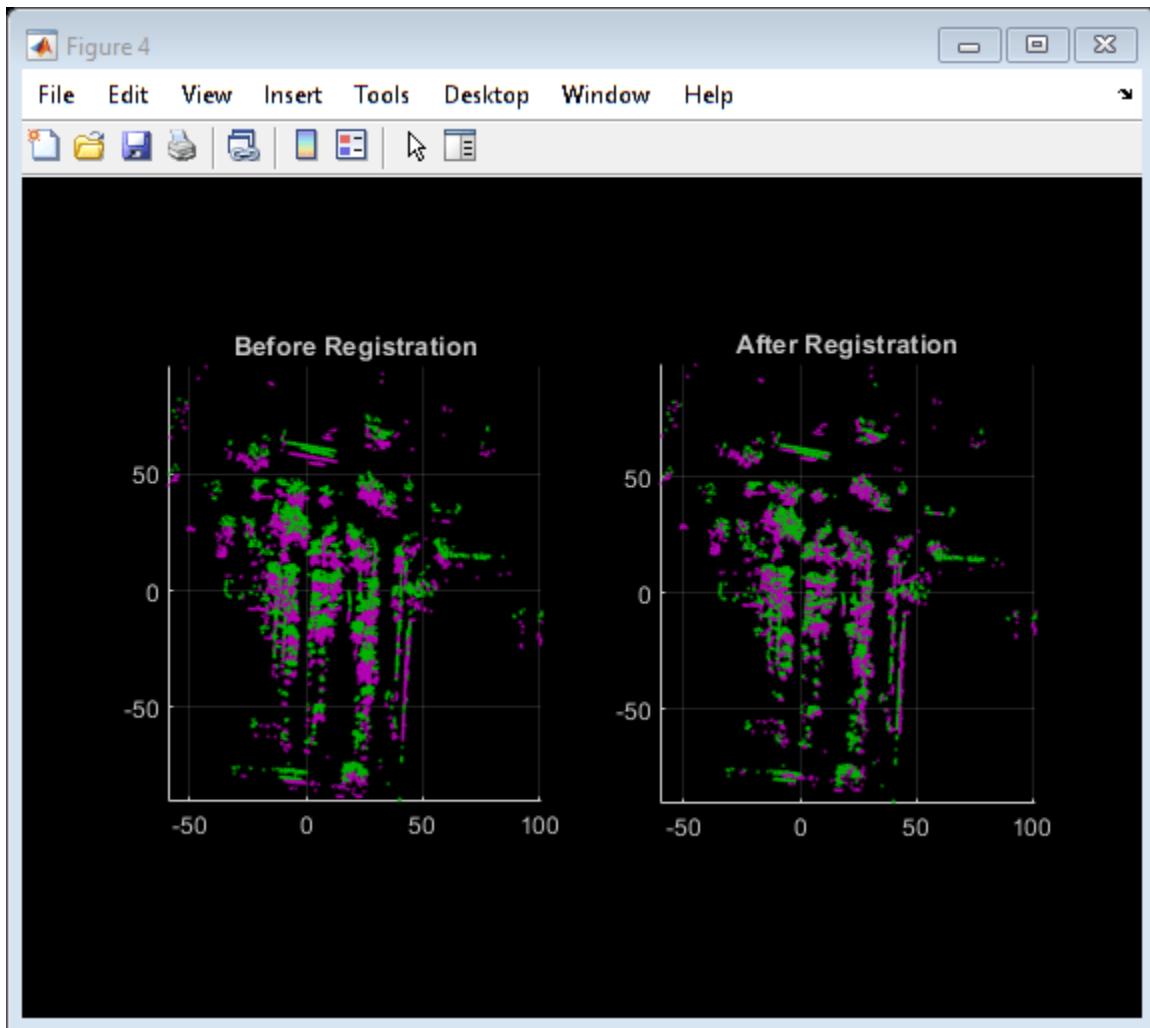 Figure 4
File Edit View Insert Tools Desktop Window Help
Before Registration
50
0
-50
-50 0 50 100
After Registration
50
0
-50
-50 0 50 100